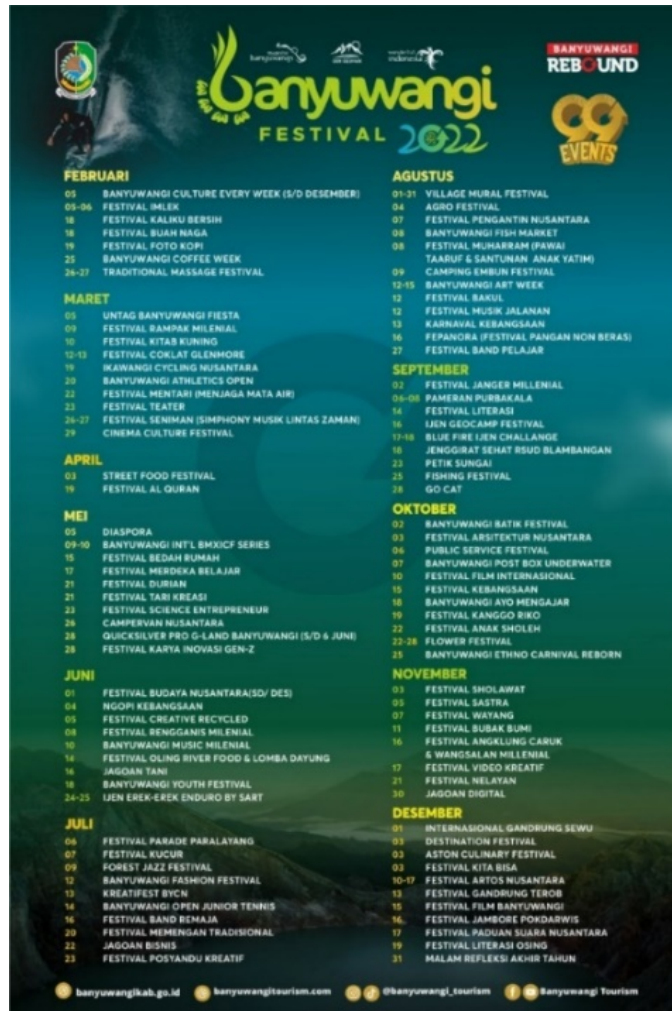 banyuwangi
FESTIVAL 2022
BANYUWANGI
REBOUND
99
EVENTS
FEBRUARI
05 BANYUWANGI CULTURE EVERY WEEK (S/D DESEMBER)
05-06 FESTIVAL IMLEK
18 FESTIVAL KALIKU BERSIH
18 FESTIVAL BUAH NAGA
19 FESTIVAL FOTO KOPI
25 BANYUWANGI COFFEE WEEK
26-27 TRADITIONAL MASSAGE FESTIVAL
MARET
05 UNTAG BANYUWANGI FIESTA
09 FESTIVAL RAMPAK MILENIAL
10 FESTIVAL KITAB KUNING
12-13 FESTIVAL COKLAT GLENMORE
19 IKAWANGI CYCLING NUSANTARA
20 BANYUWANGI ATHLETICS OPEN
22 FESTIVAL MENTARI (MENJAGA MATA AIR)
23 FESTIVAL TEATER
26-27 FESTIVAL SENIMAN (SIMPHONY MUSIK LINTAS ZAMAN)
29 CINEMA CULTURE FESTIVAL
APRIL
03 STREET FOOD FESTIVAL
19 FESTIVAL AL QURAN
MEI
05 DIASPORA
09-10 BANYUWANGI INT'L BMXICF SERIES
15 FESTIVAL BEDAH RUMAH
17 FESTIVAL MERDEKA BELAJAR
21 FESTIVAL DURIAN
21 FESTIVAL TARI KREASI
23 FESTIVAL SCIENCE ENTREPRENEUR
26 CAMPERVAN NUSANTARA
28 QUICKSILVER PRO G-LAND BANYUWANGI (S/D 6 JUNI)
28 FESTIVAL KARYA INOVASI GEN-Z
JUNI
01 FESTIVAL BUDAYA NUSANTARA(SD/ DES)
04 NGOPI KEBANGSAAN
05 FESTIVAL CREATIVE RECYCLED
08 FESTIVAL RENGGANIS MILENIAL
10 BANYUWANGI MUSIC MILENIAL
14 FESTIVAL OLING RIVER FOOD & LOMBA DAYUNG
16 JAGOAN TANI
18 BANYUWANGI YOUTH FESTIVAL
24-25 IJEN EREK-EREK ENDURO BY SART
JULI
06 FESTIVAL PARADE PARALAYANG
07 FESTIVAL KUCUR
09 FOREST JAZZ FESTIVAL
12 BANYUWANGI FASHION FESTIVAL
13 KREATIFEST BYCN
14 BANYUWANGI OPEN JUNIOR TENNIS
16 FESTIVAL BAND REMAJA
20 FESTIVAL MEMENGAN TRADISIONAL
22 JAGOAN BISNIS
23 FESTIVAL POSYANDU KREATIF
AGUSTUS
01-31 VILLAGE MURAL FESTIVAL
04 AGRO FESTIVAL
07 FESTIVAL PENGANTIN NUSANTARA
08 BANYUWANGI FISH MARKET
08 FESTIVAL MUHARRAM (PAWAI
TAARUF & SANTUNAN ANAK YATIM)
09 CAMPING EMBUN FESTIVAL
12-15 BANYUWANGI ART WEEK
12 FESTIVAL BAKUL
12 FESTIVAL MUSIK JALANAN
13 KARNAVAL KEBANGSAAN
16 FEPANORA (FESTIVAL PANGAN NON BERAS)
27 FESTIVAL BAND PELAJAR
SEPTEMBER
02 FESTIVAL JANGER MILLENIAL
06-08 PAMERAN PURBAKALA
14 FESTIVAL LITERASI
16 IJEN GEOCAMP FESTIVAL
17-18 BLUE FIRE IJEN CHALLANGE
18 JENGGIRAT SEHAT RSUD BLAMBANGAN
23 PETIK SUNGAI
25 FISHING FESTIVAL
28 GO CAT
OKTOBER
02 BANYUWANGI BATIK FESTIVAL
03 FESTIVAL ARSITEKTUR NUSANTARA
06 PUBLIC SERVICE FESTIVAL
07 BANYUWANGI POST BOX UNDERWATER
10 FESTIVAL FILM INTERNASIONAL
15 FESTIVAL KEBANGSAAN
18 BANYUWANGI AYO MENGAJAR
19 FESTIVAL KANGGO RIKO
22 FESTIVAL ANAK SHOLEH
22-28 FLOWER FESTIVAL
25 BANYUWANGI ETHNO CARNIVAL REBORN
NOVEMBER
03 FESTIVAL SHOLAWAT
05 FESTIVAL SASTRA
07 FESTIVAL WAYANG
11 FESTIVAL BUBAK BUMI
16 FESTIVAL ANGKLUNG CARUK
& WANGSALAN MILLENIAL
17 FESTIVAL VIDEO KREATIF
21 FESTIVAL NELAYAN
30 JAGOAN DIGITAL
DESEMBER
01 INTERNASIONAL GANDRUNG SEWU
03 DESTINATION FESTIVAL
03 ASTON CULINARY FESTIVAL
03 FESTIVAL KITA BISA
10-17 FESTIVAL ARTOS NUSANTARA
13 FESTIVAL GANDRUNG TEROB
15 FESTIVAL FILM BANYUWANGI
16 FESTIVAL JAMBORE POKDARWIS
17 FESTIVAL PADUAN SUARA NUSANTARA
19 FESTIVAL LITERASI OSING
31 MALAM REFLEKSI AKHIR TAHUN
banyuwangikab.go.id banyuwangitourism.com @banyuwangi_tourism Banyuwangi Tourism